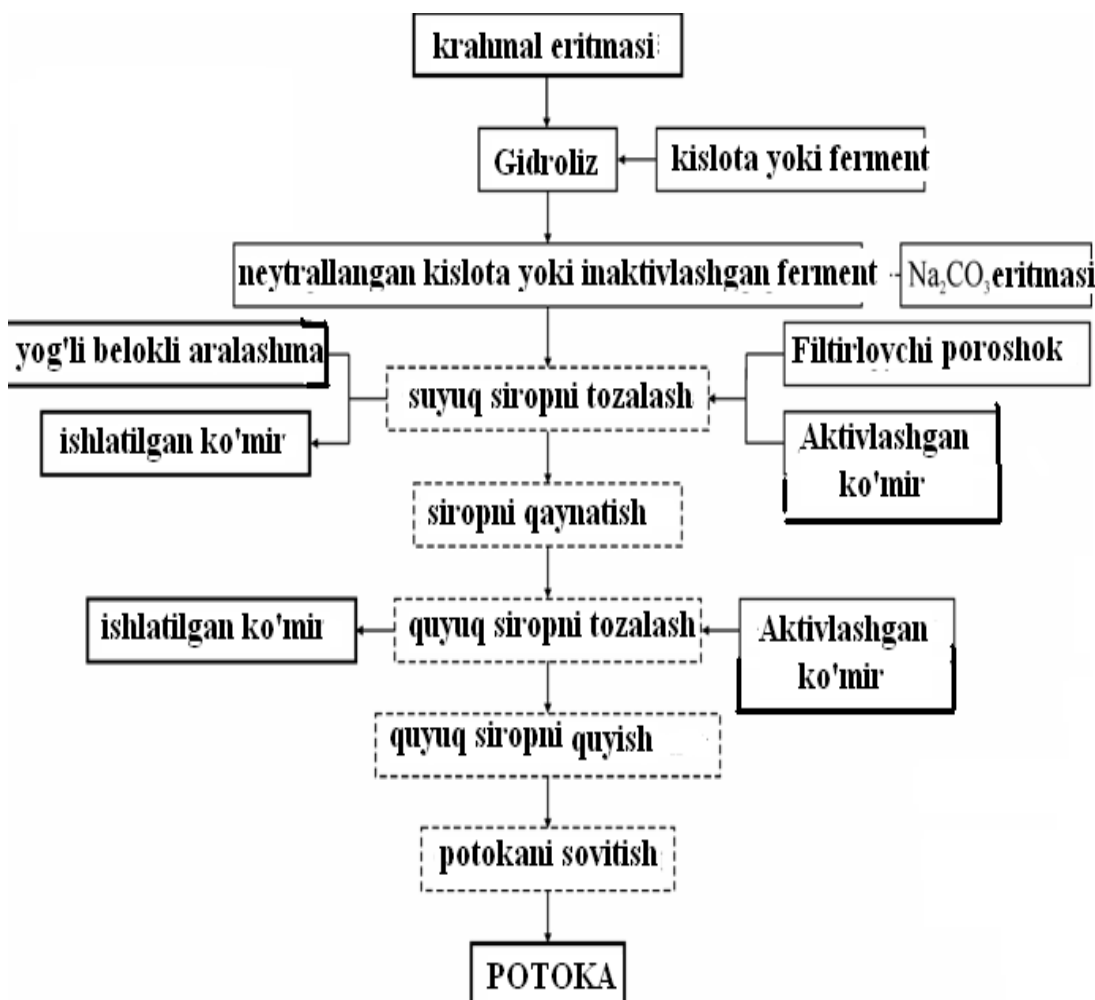 krahmal eritmasi
Gidroliz
kislota yoki ferment
neytrallangan kislota yoki inaktivlashgan ferment
Na₂CO₃ eritmasi
yog'li belokli aralashma
Filtirlovchi poroshok
suyuq siropni tozalash
ishlatilgan ko'mir
Aktivlashgan
ko'mir
siropni qaynatish
ishlatilgan ko'mir
quyuq siropni tozalash
Aktivlashgan
ko'mir
quyuq siropni quyish
potokani sovitish
POTOKA